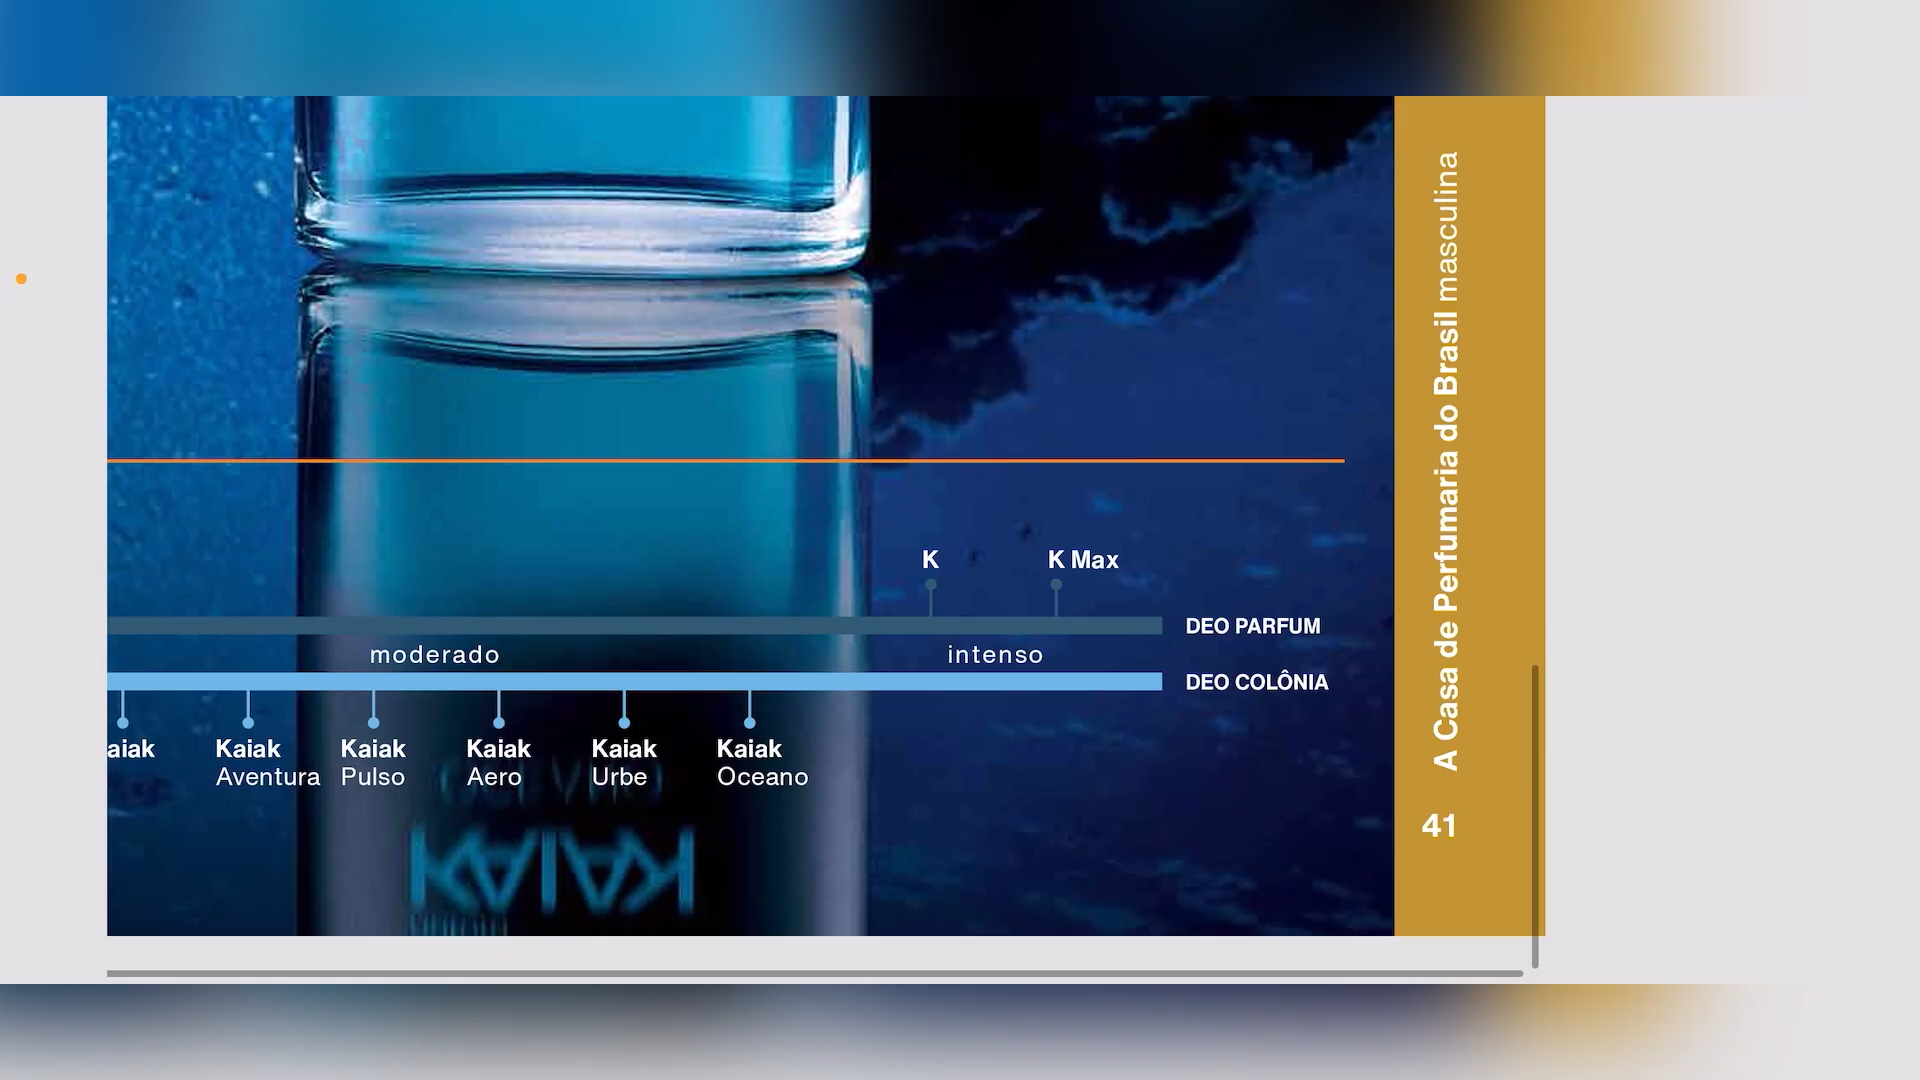 K
K Max
DEO PARFUM
moderado
intenso
DEO COLÔNIA
aiak
Kaiak
Aventura
Kaiak
Pulso
Kaiak
Aero
Kaiak
Urbe
Kaiak
Oceano
KAIAK
A Casa de Perfumaria do Brasil masculina
41